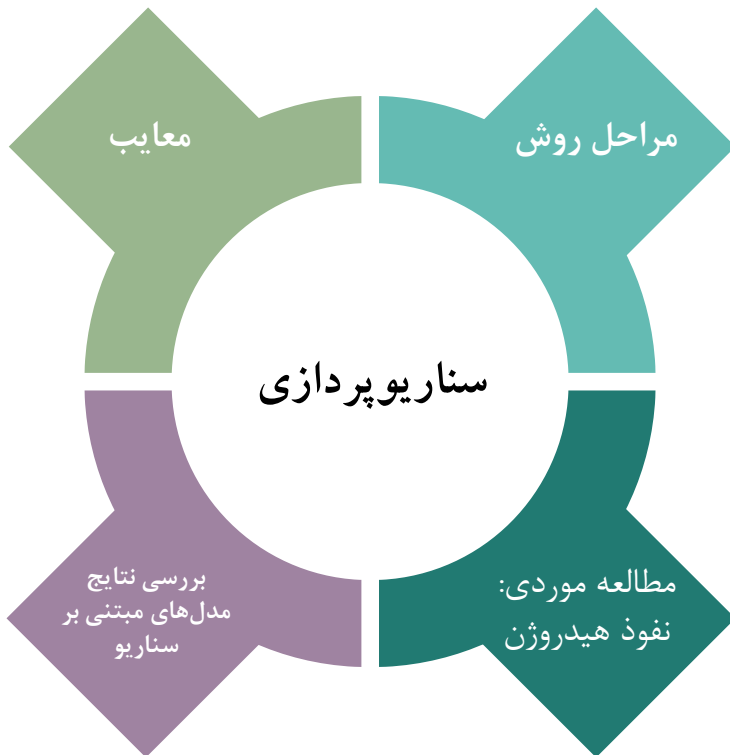 مراحل روش
معایب
سناریوپردازی
مطالعه موردی:
نفوذ هیدروژن
بررسی نتایج
مدل‌های مبتنی بر
سناریو